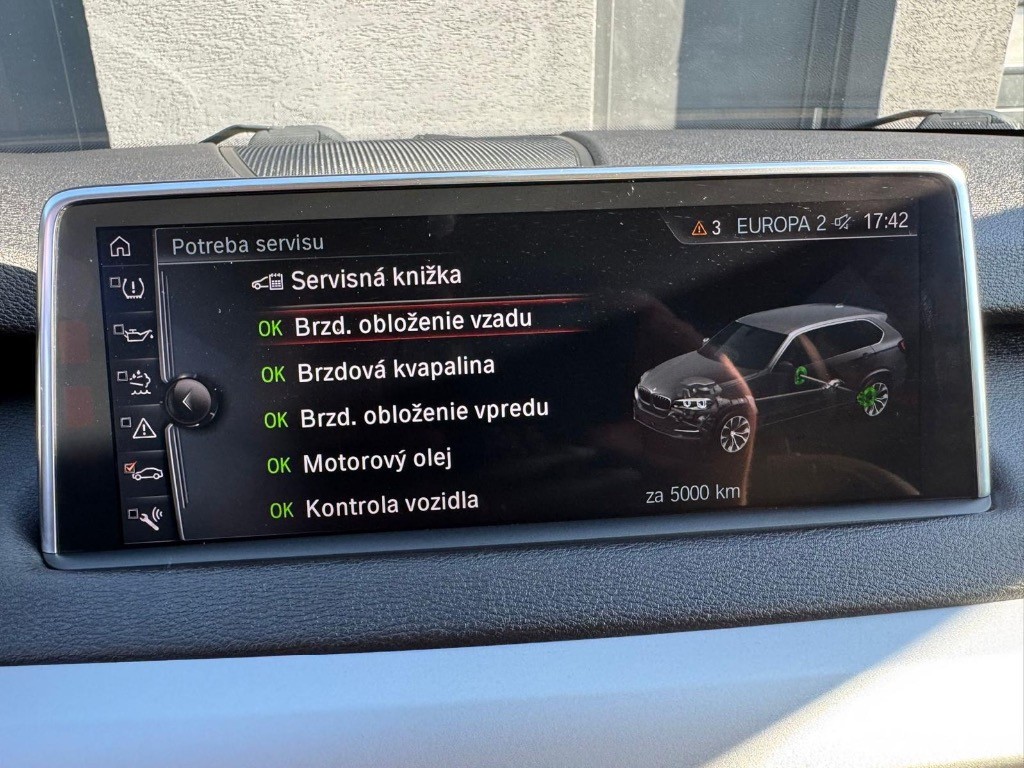 Potreba servisu
3 EUROPA 2 17:42
Servisná knižka
OK Brzd. obloženie vzadu
OK Brzdová kvapalina
OK Brzd. obloženie vpredu
OK Motorový olej
OK Kontrola vozidla
za 5000 km